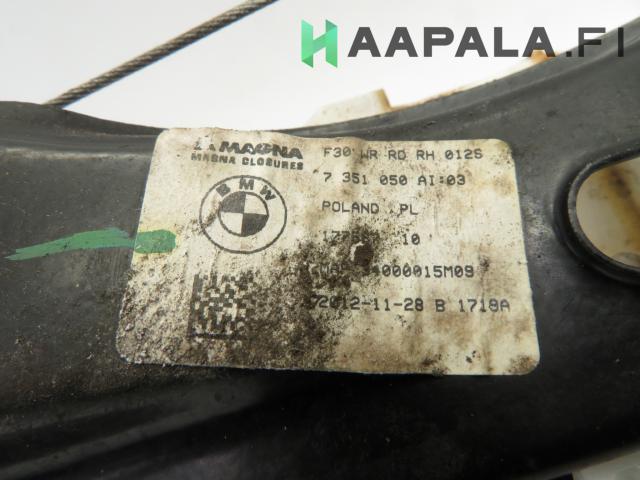 HAAPALA.FI
MAGNA
MAGNA CLOSURES
F30 WR RD RH 012S
7 351 050 AI:03
BMW
POLAND PL
10
000015M09
2012-11-28 B 1718A